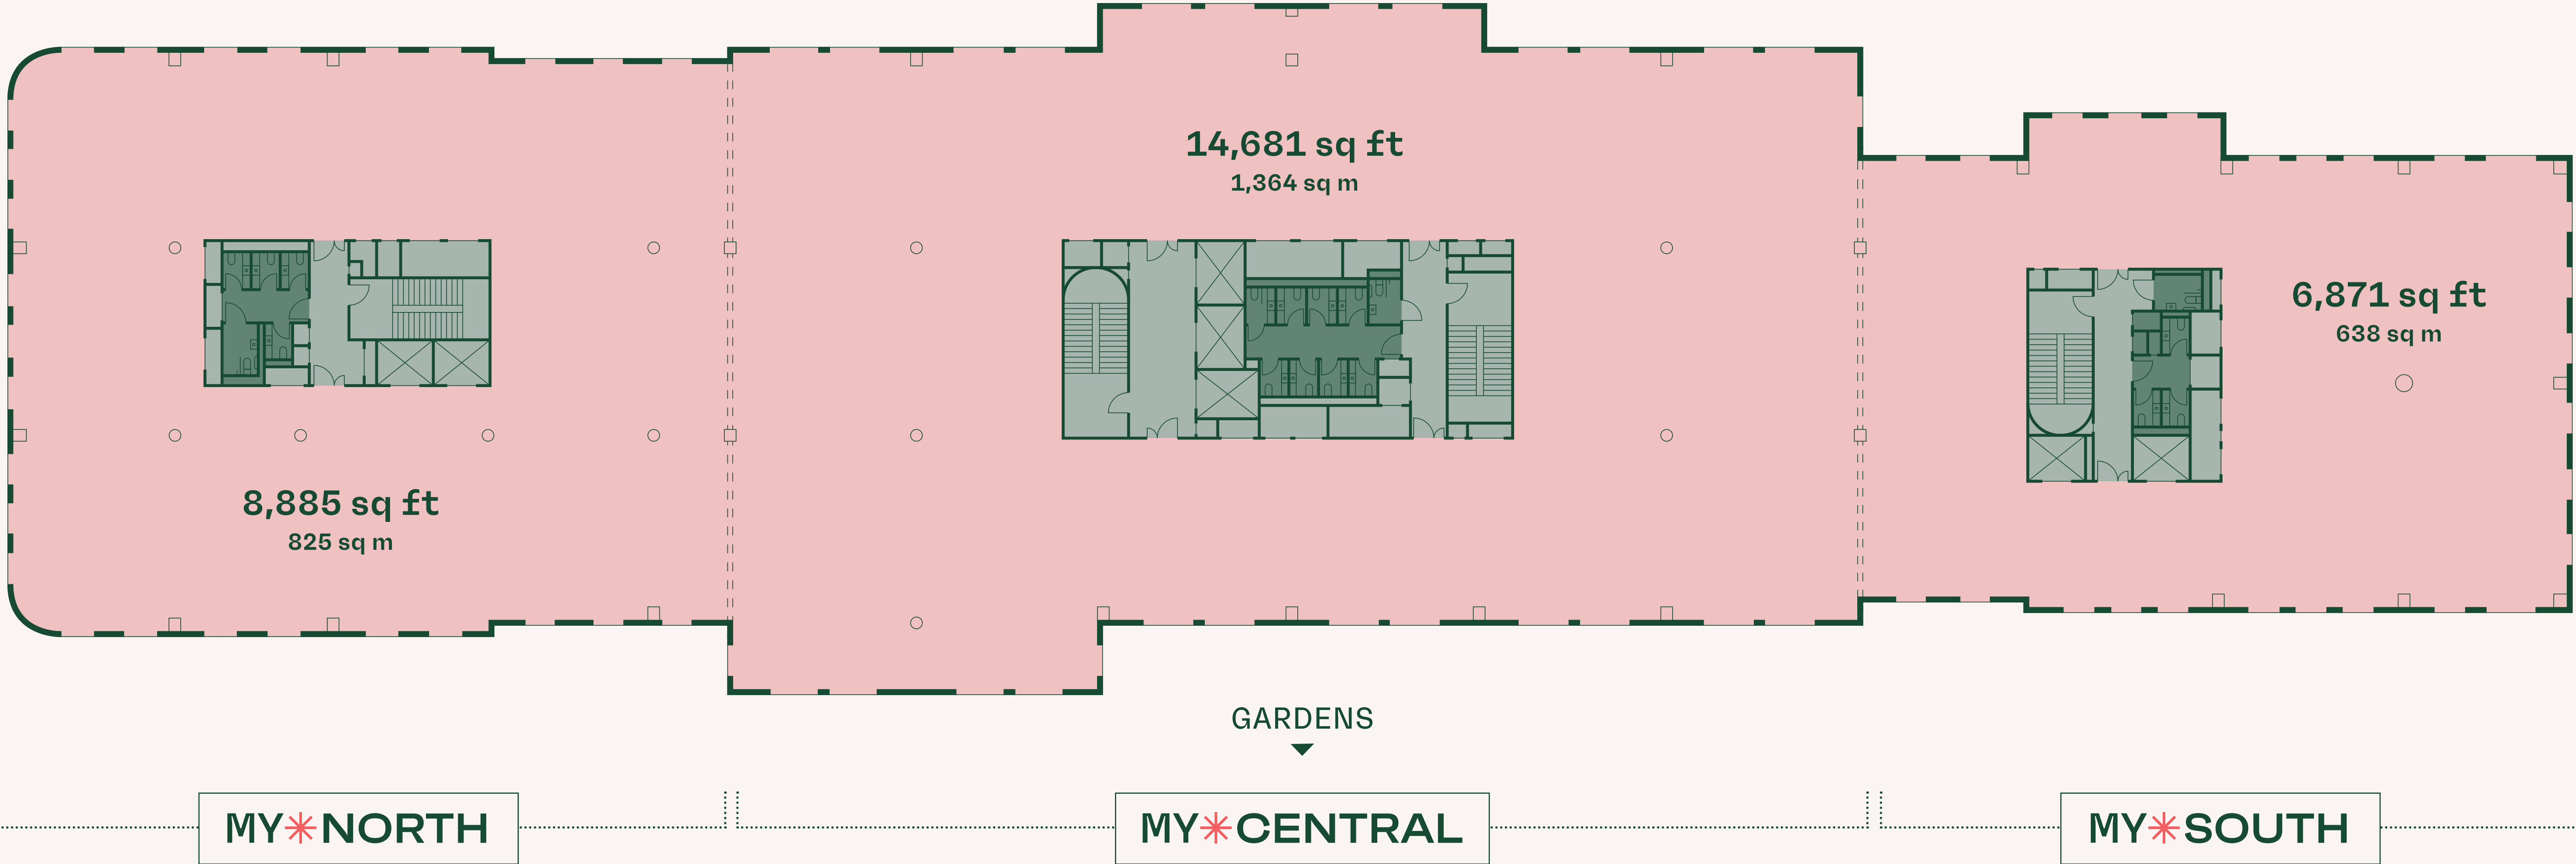 14,681 sq ft
1,364 sq m
6,871 sq ft
638 sq m
8,885 sq ft
825 sq m
GARDENS
MY✳NORTH
MY✳CENTRAL
MY✳SOUTH